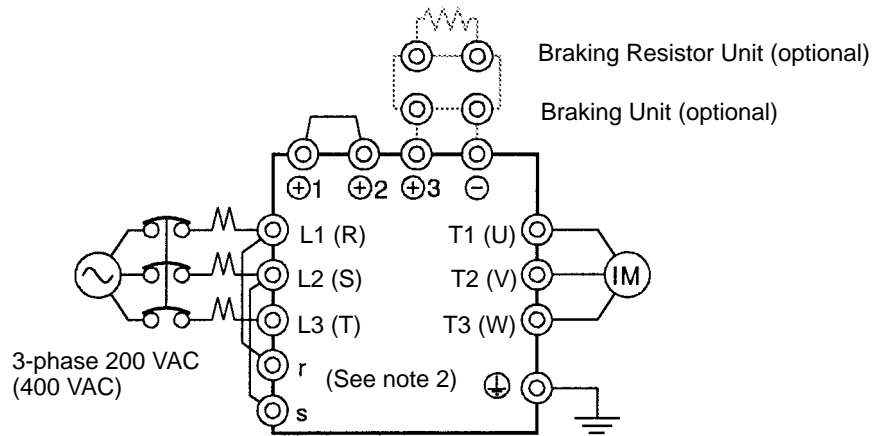 Braking Resistor Unit (optional)
Braking Unit (optional)
⊕1 ⊕2 ⊕3 ⊖
L1 (R) T1 (U)
L2 (S) T2 (V) IM
L3 (T) T3 (W)
3-phase 200 VAC
(400 VAC)
r (See note 2)
s